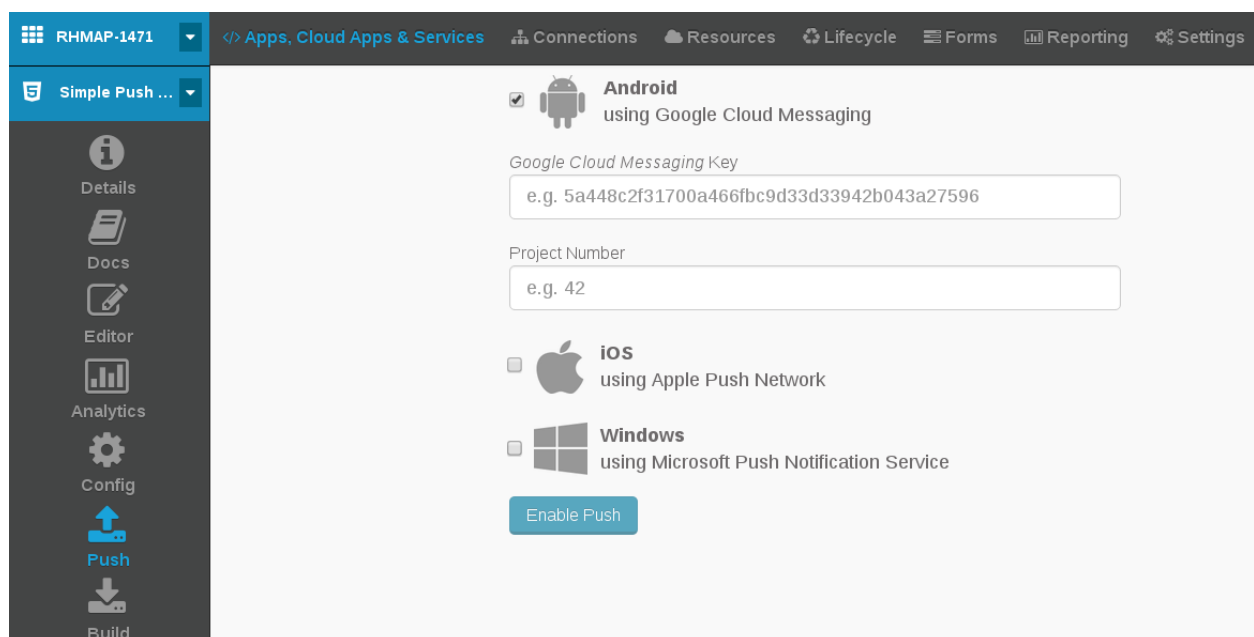 RHMAP-1471
</> Apps, Cloud Apps & Services
Connections
Resources
Lifecycle
Forms
Reporting
Settings
Simple Push ...
Details
Docs
Editor
Analytics
Config
Push
Build
Android
using Google Cloud Messaging
Google Cloud Messaging Key
e.g. 5a448c2f31700a466fbc9d33d33942b043a27596
Project Number
e.g. 42
iOS
using Apple Push Network
Windows
using Microsoft Push Notification Service
Enable Push